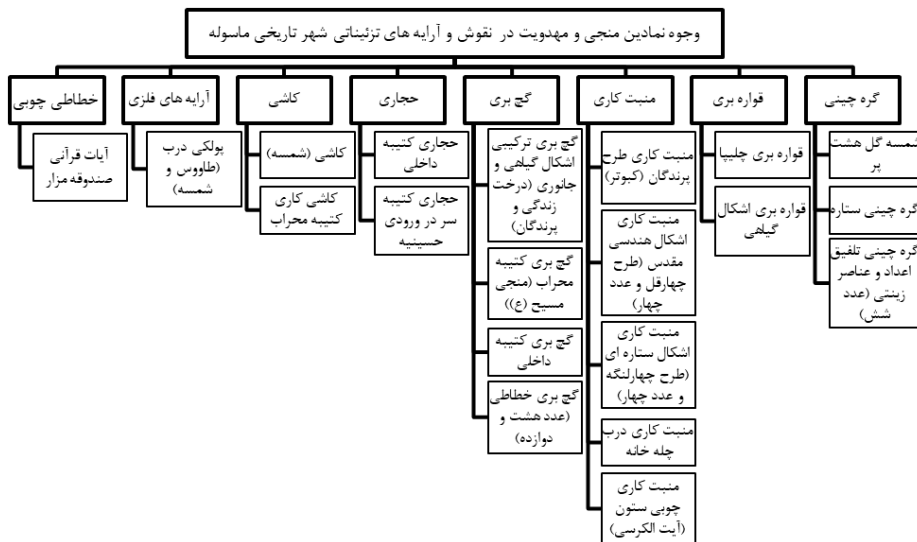 وجوه نمادین منجی و مهدویت در نقوش و آرایه های تزئیناتی شهر تاریخی ماسوله
گره چینی
شمسه گل هشت
پر
گره چینی ستاره
گره چینی تلفیق
اعداد و عناصر
زینتی (عدد
شش)
قواره بری
قواره بری چلیپا
قواره بری اشکال
گیاهی
منبت کاری
منبت کاری طرح
پرندگان (کبوتر)
منبت کاری
اشکال هندسی
مقدس (طرح
چهارقل و عدد
چهار)
منبت کاری
اشکال ستاره ای
(طرح چهارلنگه
و عدد چهار)
منبت کاری درب
چله خانه
منبت کاری
چوبی ستون
(آیت الکرسی)
گچ بری
گچ بری ترکیبی
اشکال گیاهی و
جانوری (درخت
زندگی و
پرندگان)
گچ بری کتیبه
محراب (منجی
مسیح (ع))
گچ بری کتیبه
داخلی
گچ بری خطاطی
(عدد هشت و
دوازده)
حجاری
حجاری کتیبه
داخلی
حجاری کتیبه
سر در ورودی
حسینیه
کاشی
کاشی (شمسه)
کاشی کاری
کتیبه محراب
آرایه های فلزی
پولکی درب
(طاووس و
شمسه)
خطاطی چوبی
آیات قرآنی
صندوقه مزار